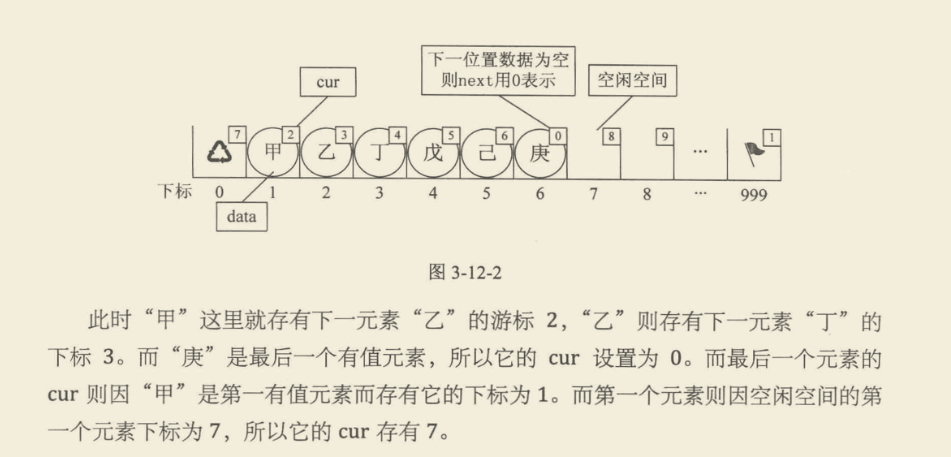 下一位置数据为空
则next用0表示
cur
空闲空间
7 甲 2 乙 3 丁 4 戊 5 己 6 庚 0 8 9 … 1
下标 0 1 2 3 4 5 6 7 8 … 999
data
图 3-12-2
此时“甲”这里就存有下一元素“乙”的游标 2，“乙”则存有下一元素“丁”的
下标 3。而“庚”是最后一个有值元素，所以它的 cur 设置为 0。而最后一个元素的
cur 则因“甲”是第一有值元素而存有它的下标为 1。而第一个元素则因空闲空间的第
一个元素下标为 7，所以它的 cur 存有 7。